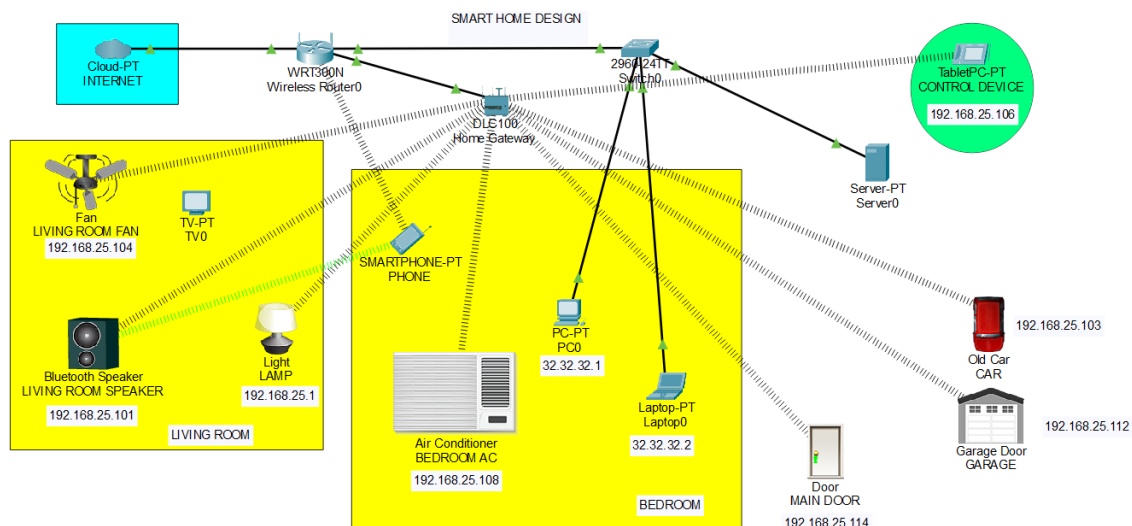 SMART HOME DESIGN
Cloud-PT
INTERNET
WRT300N
Wireless Router0
2960-24TT
Switch0
TabletPC-PT
CONTROL DEVICE
192.168.25.106
DLC100
Home Gateway
Server-PT
Server0
Fan
LIVING ROOM FAN
192.168.25.104
TV-PT
TV0
SMARTPHONE-PT
PHONE
Bluetooth Speaker
LIVING ROOM SPEAKER
192.168.25.101
Light
LAMP
192.168.25.1
LIVING ROOM
Air Conditioner
BEDROOM AC
192.168.25.108
PC-PT
PC0
32.32.32.1
Laptop-PT
Laptop0
32.32.32.2
BEDROOM
Door
MAIN DOOR
192.168.25.114
Old Car
CAR
192.168.25.103
Garage Door
GARAGE
192.168.25.112